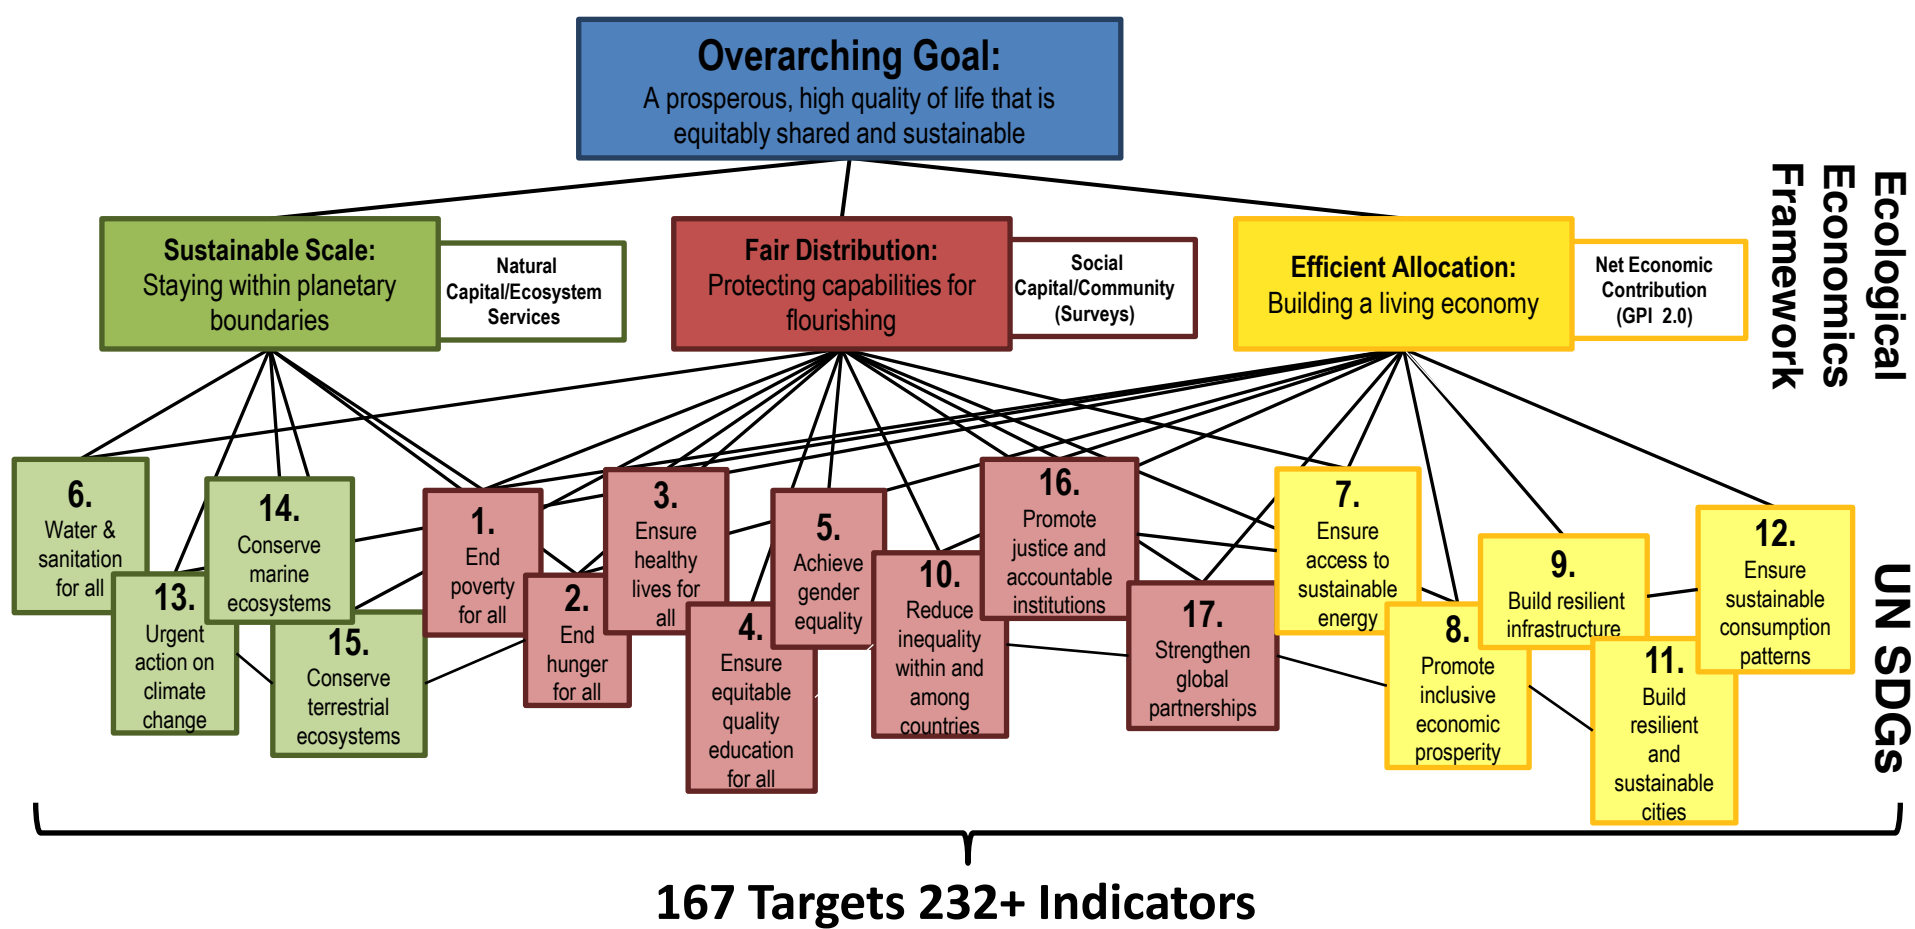 Overarching Goal:
A prosperous, high quality of life that is
equitably shared and sustainable
Ecological
Economics
Framework
Sustainable Scale:
Staying within planetary
boundaries
Natural
Capital/Ecosystem
Services
Fair Distribution:
Protecting capabilities for
flourishing
Social
Capital/Community
(Surveys)
Efficient Allocation:
Building a living economy
Net Economic
Contribution
(GPI 2.0)
6.
Water &
sanitation
for all
13.
Urgent
action on
climate
change
14.
Conserve
marine
ecosystems
15.
Conserve
terrestrial
ecosystems
1.
End
poverty
for all
2.
End
hunger
for all
3.
Ensure
healthy
lives for
all
4.
Ensure
equitable
quality
education
for all
5.
Achieve
gender
equality
10.
Reduce
inequality
within and
among
countries
16.
Promote
justice and
accountable
institutions
17.
Strengthen
global
partnerships
7.
Ensure
access to
sustainable
energy
8.
Promote
inclusive
economic
prosperity
9.
Build resilient
infrastructure
11.
Build
resilient
and
sustainable
cities
12.
Ensure
sustainable
consumption
patterns
UN SDGs
167 Targets 232+ Indicators